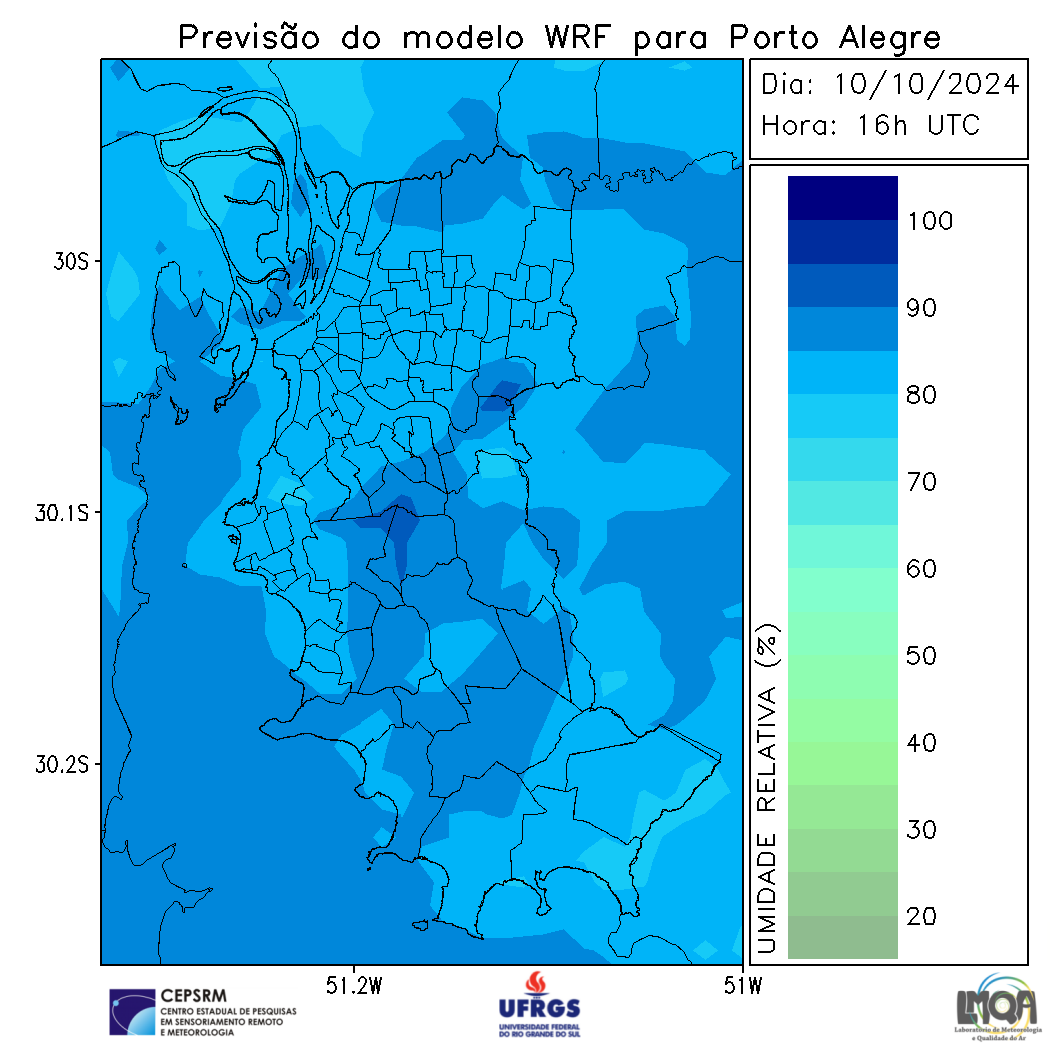 Previsão do modelo WRF para Porto Alegre
Dia: 10/10/2024
Hora: 16h UTC
30S
30.1S
30.2S
51.2W
51W
100
90
80
70
60
50
40
30
20
UMIDADE RELATIVA (%)
CEPSRM
CENTRO ESTADUAL DE PESQUISAS
EM SENSORIAMENTO REMOTO
E METEOROLOGIA
UFRGS
UNIVERSIDADE FEDERAL
DO RIO GRANDE DO SUL
LMQA
Laboratório de Meteorologia
e Qualidade do Ar